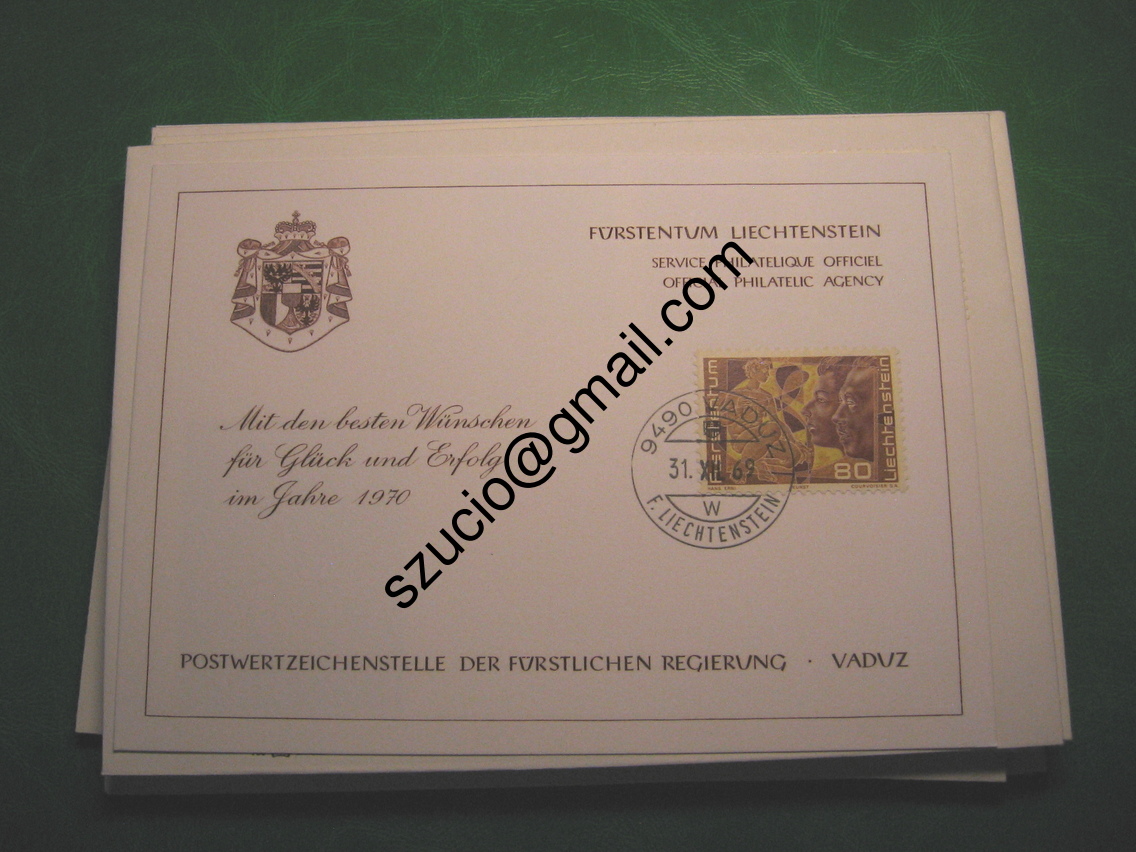 FÜRSTENTUM LIECHTENSTEIN
SERVICE PHILATELIQUE OFFICIEL
OFFICIAL PHILATELIC AGENCY
Mit den besten Wünschen
für Glück und Erfolg
im Jahre 1970
Fürstentum
Liechtenstein
80
9490 VADUZ
31. XII. 69
W
F. LIECHTENSTEIN
POSTWERTZEICHENSTELLE DER FÜRSTLICHEN REGIERUNG · VADUZ
szucio@gmail.com